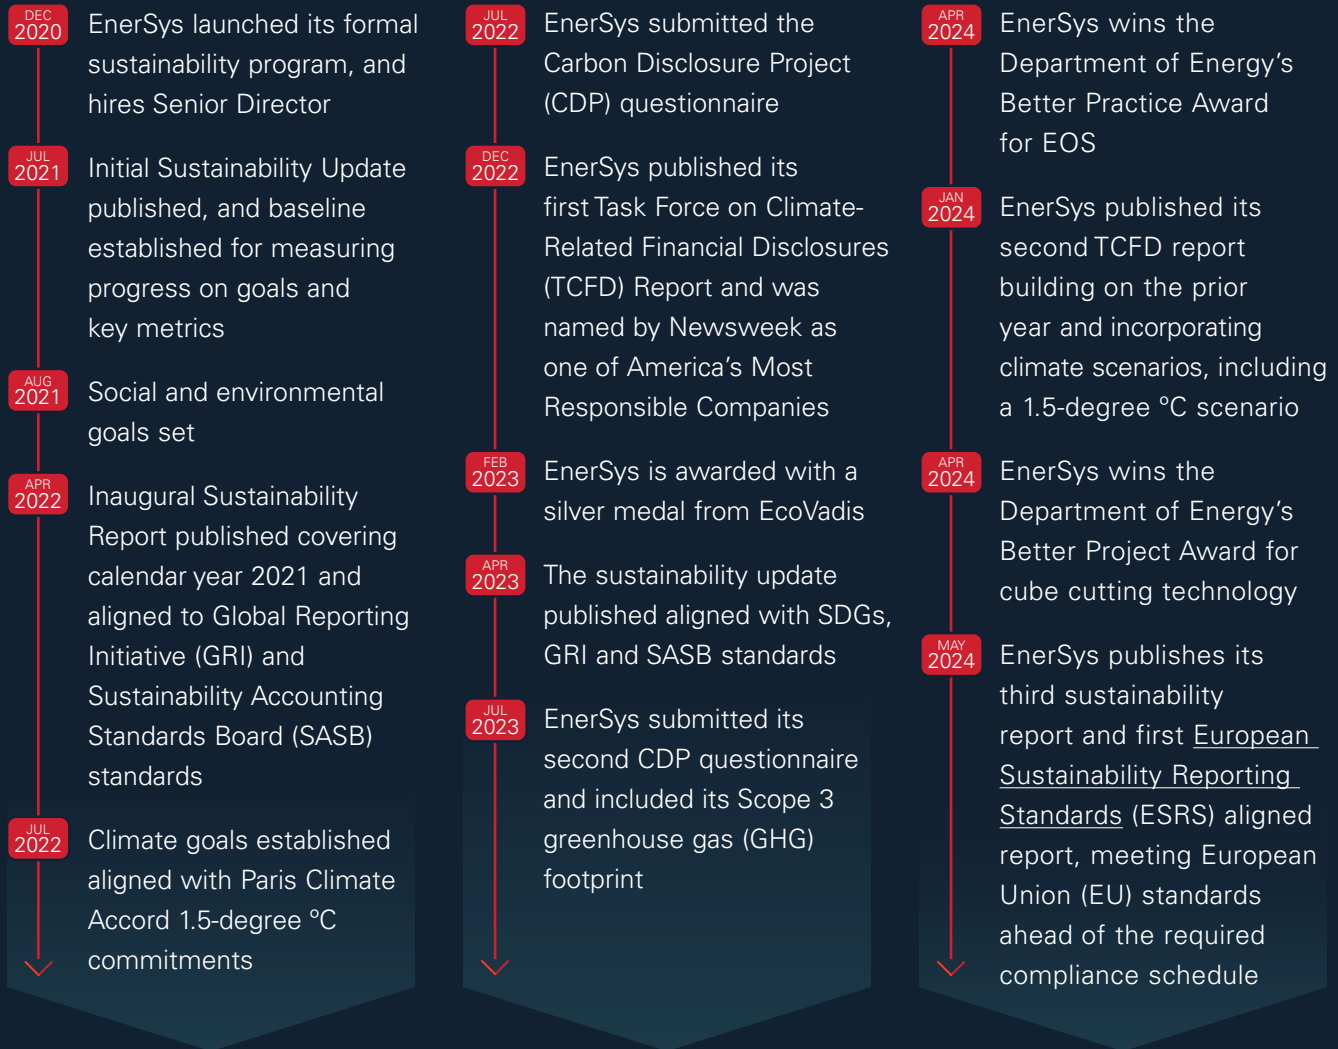 DEC
2020
EnerSys launched its formal
sustainability program, and
hires Senior Director
JUL
2021
Initial Sustainability Update
published, and baseline
established for measuring
progress on goals and
key metrics
AUG
2021
Social and environmental
goals set
APR
2022
Inaugural Sustainability
Report published covering
calendar year 2021 and
aligned to Global Reporting
Initiative (GRI) and
Sustainability Accounting
Standards Board (SASB)
standards
JUL
2022
Climate goals established
aligned with Paris Climate
Accord 1.5-degree ºC
commitments
JUL
2022
EnerSys submitted the
Carbon Disclosure Project
(CDP) questionnaire
DEC
2022
EnerSys published its
first Task Force on Climate-
Related Financial Disclosures
(TCFD) Report and was
named by Newsweek as
one of America’s Most
Responsible Companies
FEB
2023
EnerSys is awarded with a
silver medal from EcoVadis
APR
2023
The sustainability update
published aligned with SDGs,
GRI and SASB standards
JUL
2023
EnerSys submitted its
second CDP questionnaire
and included its Scope 3
greenhouse gas (GHG)
footprint
APR
2024
EnerSys wins the
Department of Energy’s
Better Practice Award
for EOS
JAN
2024
EnerSys published its
second TCFD report
building on the prior
year and incorporating
climate scenarios, including
a 1.5-degree ºC scenario
APR
2024
EnerSys wins the
Department of Energy’s
Better Project Award for
cube cutting technology
MAY
2024
EnerSys publishes its
third sustainability
report and first European
Sustainability Reporting
Standards (ESRS) aligned
report, meeting European
Union (EU) standards
ahead of the required
compliance schedule